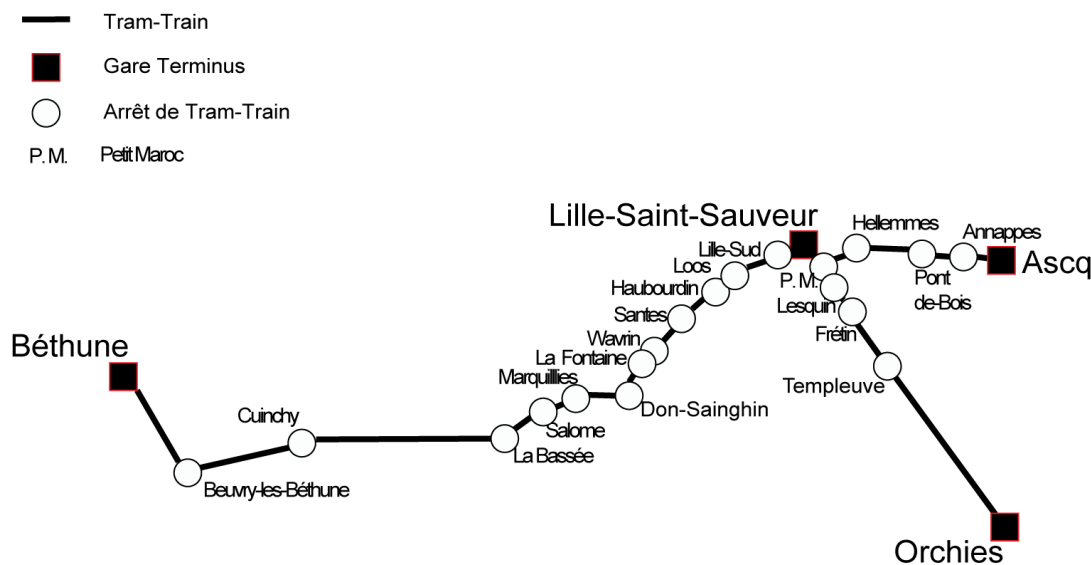 Tram-Train
Gare Terminus
Arrêt de Tram-Train
P.M. Petit Maroc
Lille-Saint-Sauveur
Hellemmes
Annappes
Lille-Sud
Ascq
Loos
P.M.
Pont
de-Bois
Haubourdin
Lesquin
Santes
Frétin
Wavrin
Béthune
La Fontaine
Marquillies
Templeuve
Don-Sainghin
Cuinchy
Salome
La Bassée
Beuvry-les-Béthune
Orchies